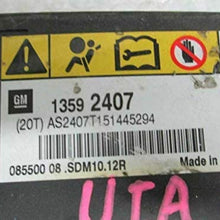 GM 1359 2407
(20T) AS2407T151445294
085500 08 .SDM10.12R Made in
UTA